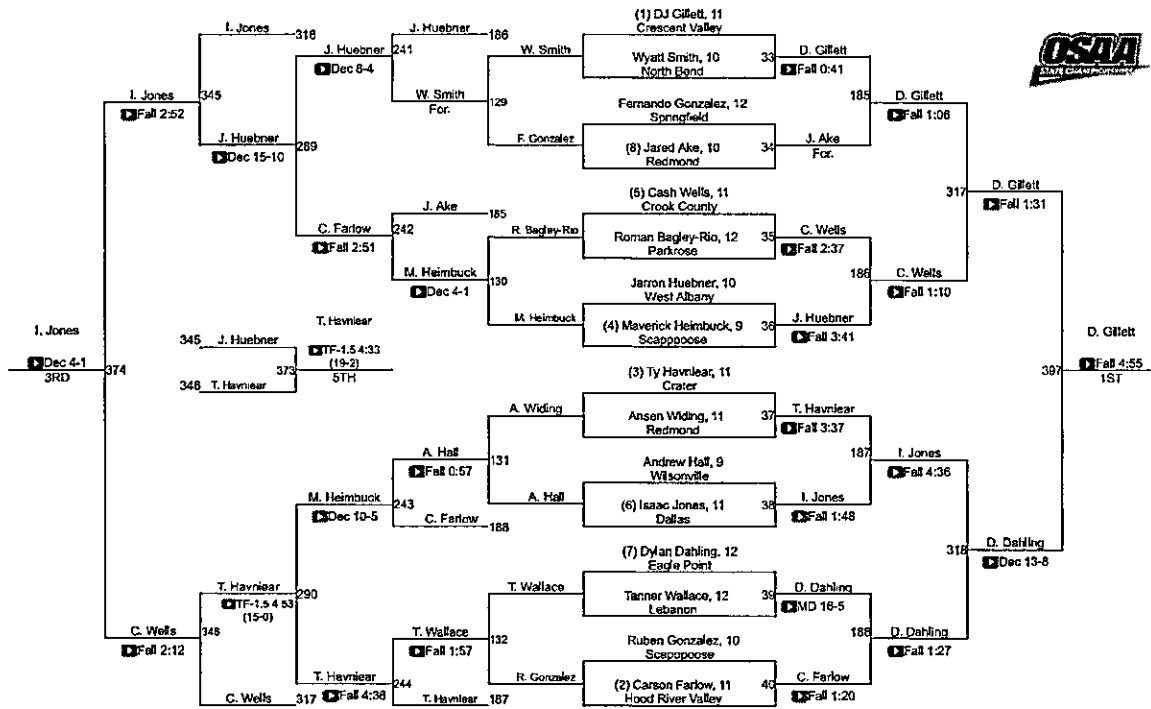 I. Jones
316
J. Huebner
186
J. Huebner
241
Dec 8-4
W. Smith
For.
W. Smith
129
F. Gonzalez
(1) DJ Gillett, 11
Crescent Valley
Wyatt Smith, 10
North Bend
33
D. Gillett
Fall 0:41
OSAA
STATE CHAMPIONSHIPS
I. Jones
Fall 2:52
345
J. Huebner
Dec 15-10
289
Fernando Gonzalez, 12
Springfield
(8) Jared Ake, 10
Redmond
34
J. Ake
For.
185
D. Gillett
Fall 1:06
C. Farlow
Fall 2:51
J. Ake
185
242
M. Heimbuck
Dec 4-1
R. Bagley-Rio
130
M. Heimbuck
(5) Cash Wells, 11
Crook County
Roman Bagley-Rio, 12
Parkrose
35
C. Wells
Fall 2:37
317
D. Gillett
Fall 1:31
Jarron Huebner, 10
West Albany
(4) Maverick Heimbuck, 9
Scappoose
36
J. Huebner
Fall 3:41
186
C. Wells
Fall 1:10
I. Jones
Dec 4-1
3RD
374
345
J. Huebner
346
T. Havniear
373
T. Havniear
TF-1.5 4:33
(19-2)
5TH
D. Gillett
Fall 4:55
1ST
397
(3) Ty Havniear, 11
Crater
Ansen Widing, 11
Redmond
37
T. Havniear
Fall 3:37
A. Widing
131
A. Hall
A. Hall
Fall 0:57
243
C. Farlow
188
M. Heimbuck
Dec 10-5
Andrew Hall, 9
Wilsonville
(6) Isaac Jones, 11
Dallas
38
I. Jones
Fall 1:48
187
I. Jones
Fall 4:36
318
D. Dahling
Dec 13-8
(7) Dylan Dahling, 12
Eagle Point
Tanner Wallace, 12
Lebanon
39
D. Dahling
MD 16-5
T. Wallace
132
R. Gonzalez
T. Wallace
Fall 1:57
244
T. Havniear
187
T. Havniear
TF-1.5 4:53
(15-0)
290
T. Havniear
Fall 4:38
C. Wells
Fall 2:12
346
C. Wells
317
Ruben Gonzalez, 10
Scappoose
(2) Carson Farlow, 11
Hood River Valley
40
C. Farlow
Fall 1:20
188
D. Dahling
Fall 1:27